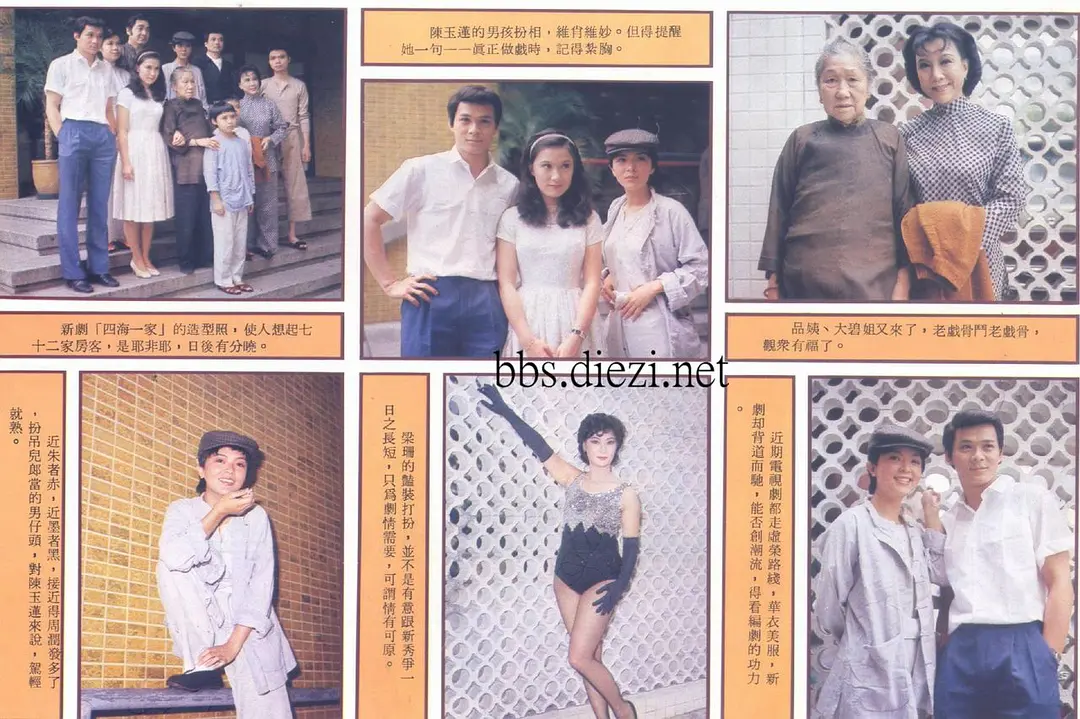 陳玉蓮的男孩扮相，維肖維妙。但得提醒
她一句——眞正做戲時，記得紮胸。
新劇「四海一家」的造型照，使人想起七
十二家房客，是耶非耶，日後有分曉。
品姨、大碧姐又來了，老戲骨鬥老戲骨，
觀衆有福了。
bbs.diezi.net
近朱者赤，近墨者黑，接近得周潤發多了
，扮吊兒郎當的男仔頭，對陳玉蓮來說，駕輕
就熟。
梁珊的豔裝打扮，並不是有意跟新秀爭一
日之長短，只爲劇情需要，可謂情有可原。
近期電視劇都走虛榮路綫，華衣美服，新
劇却背道而馳，能否創潮流，得看編劇的功力
。